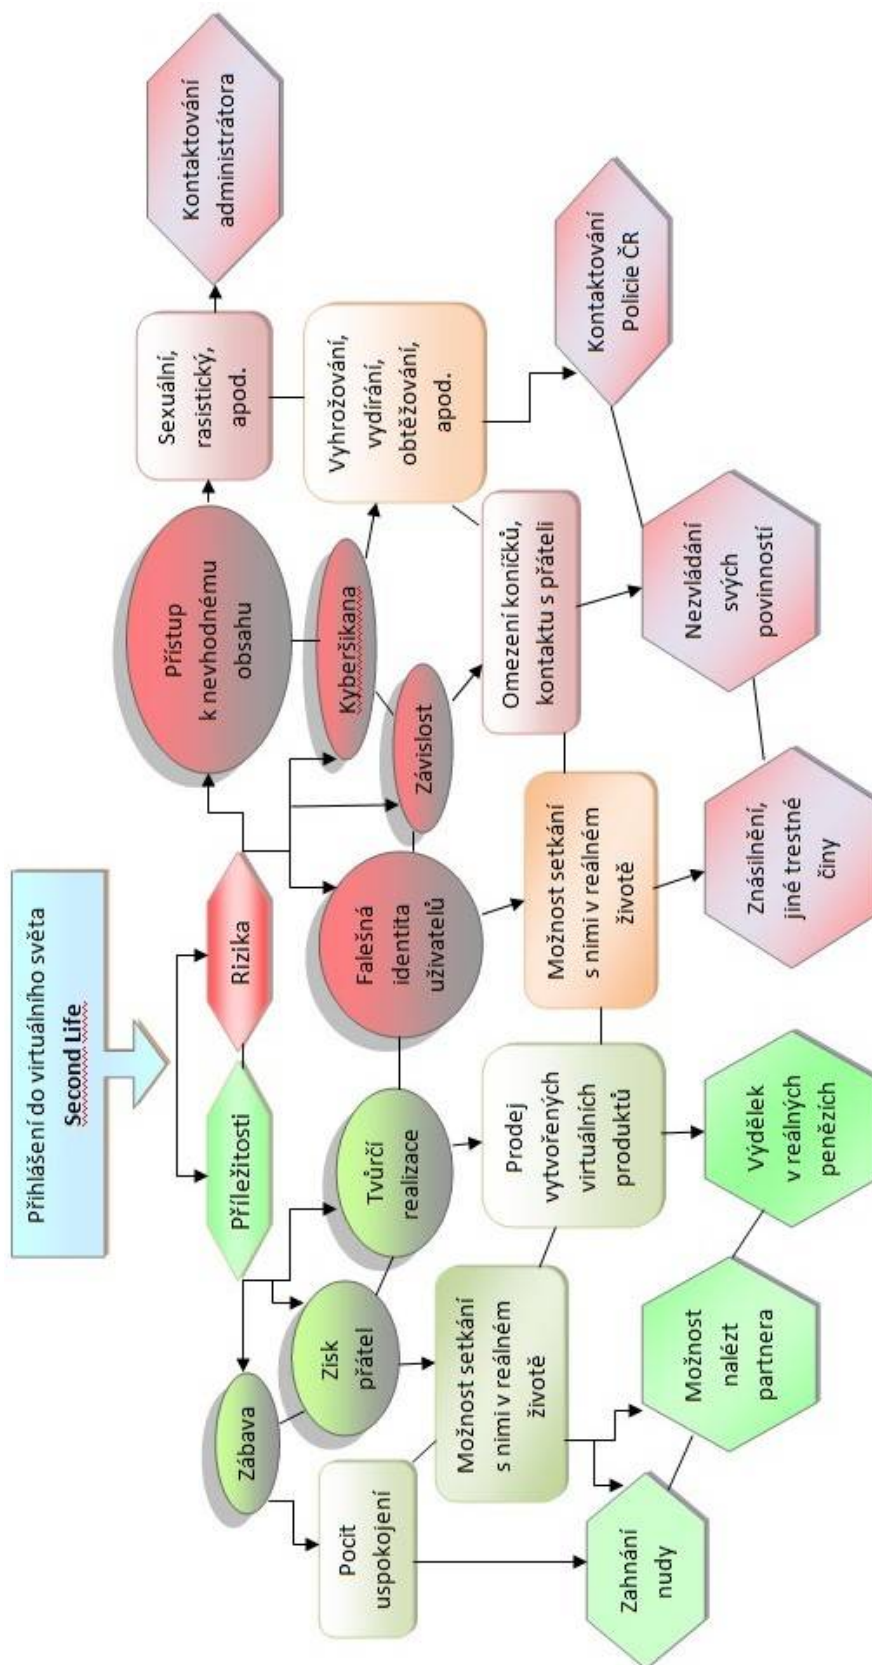 Přihlášení do virtuálního světa
Second Life
Příležitosti
Rizika
Zábava
Zisk
přátel
Tvůrčí
realizace
Falešná
identita
uživatelů
Závislost
Kyberšikana
Přístup
k nevhodnému
obsahu
Pocit
uspokojení
Možnost setkání
s nimi v reálném
životě
Prodej
vytvořených
virtuálních
produktů
Možnost setkání
s nimi v reálném
životě
Omezení koníčků,
kontaktu s přáteli
Vyhrožování,
vydírání,
obtěžování,
apod.
Sexuální,
rasistický,
apod.
Zahnání
nudy
Možnost
nalézt
partnera
Výdělek
v reálných
penězích
Znásilnění,
jiné trestné
činy
Nezvládání
svých
povinností
Kontaktování
Policie ČR
Kontaktování
administrátora